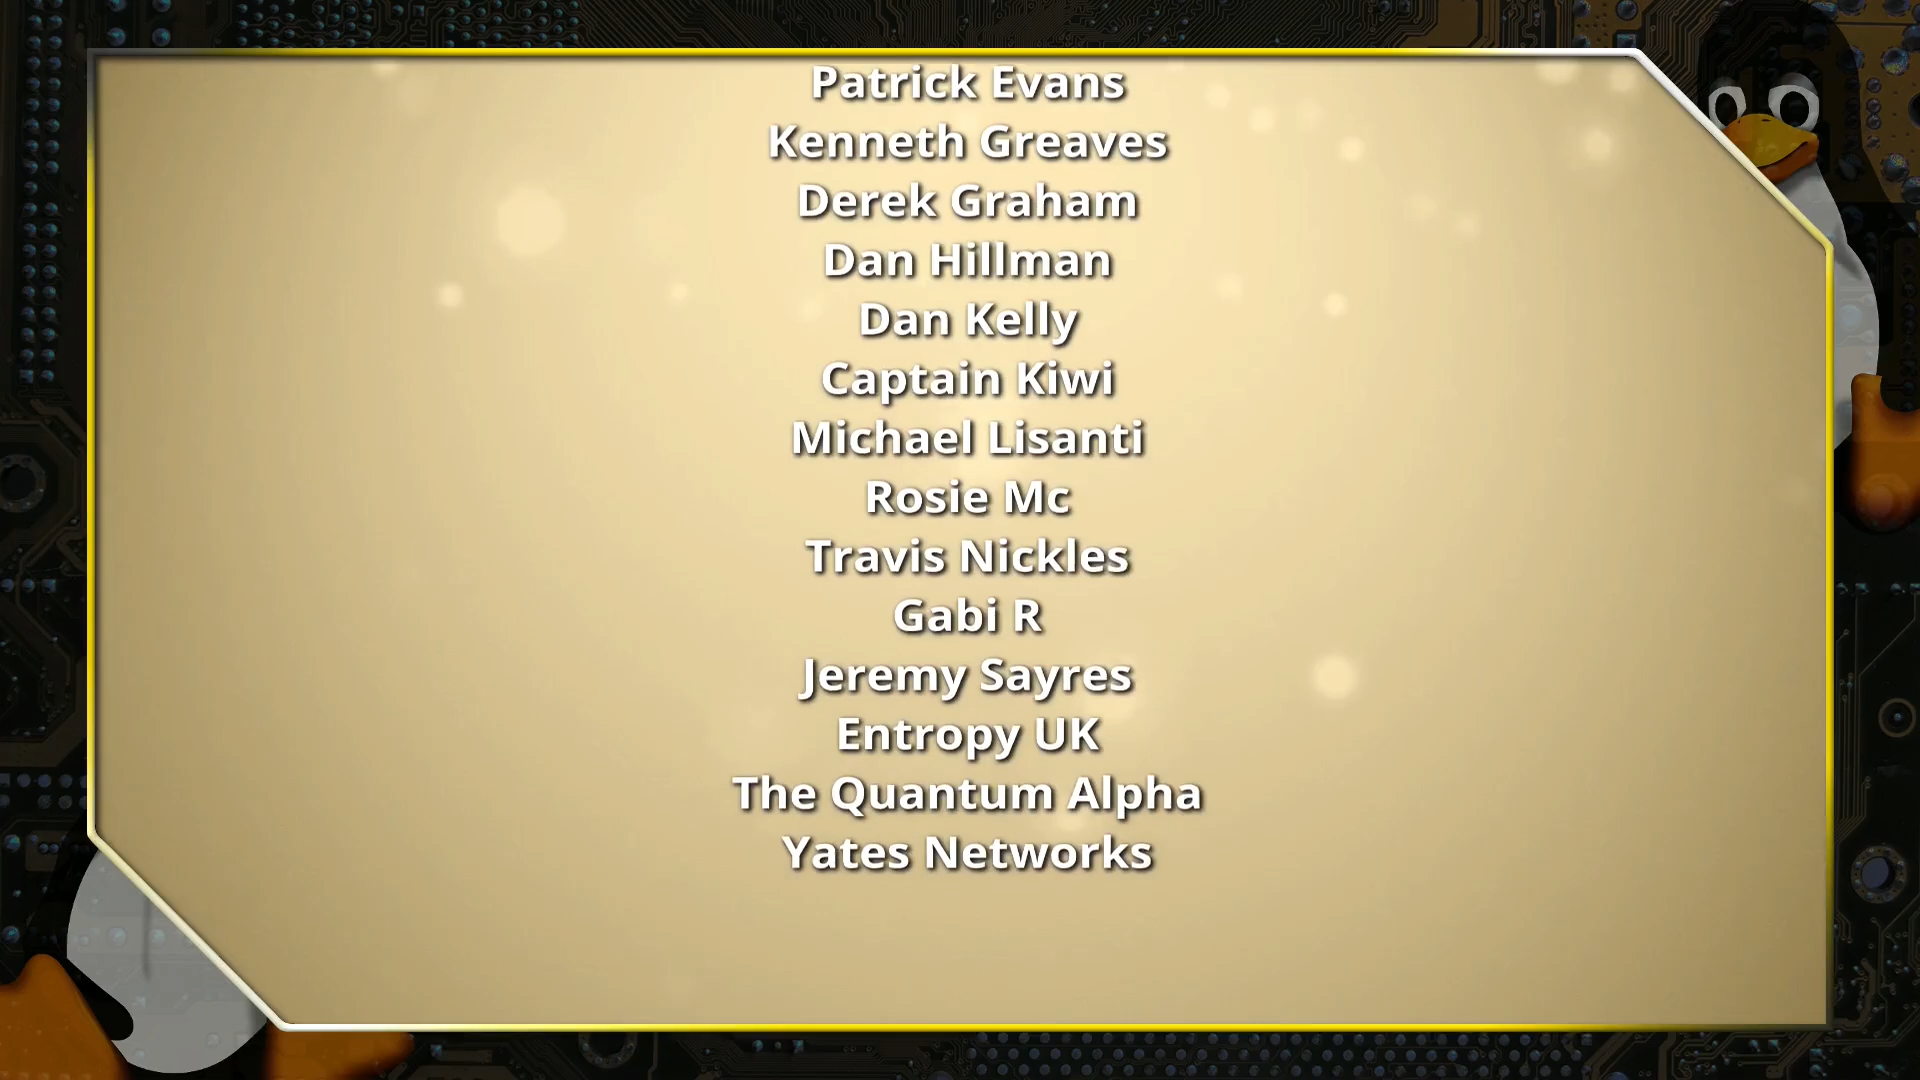 Patrick Evans
Kenneth Greaves
Derek Graham
Dan Hillman
Dan Kelly
Captain Kiwi
Michael Lisanti
Rosie Mc
Travis Nickles
Gabi R
Jeremy Sayres
Entropy UK
The Quantum Alpha
Yates Networks